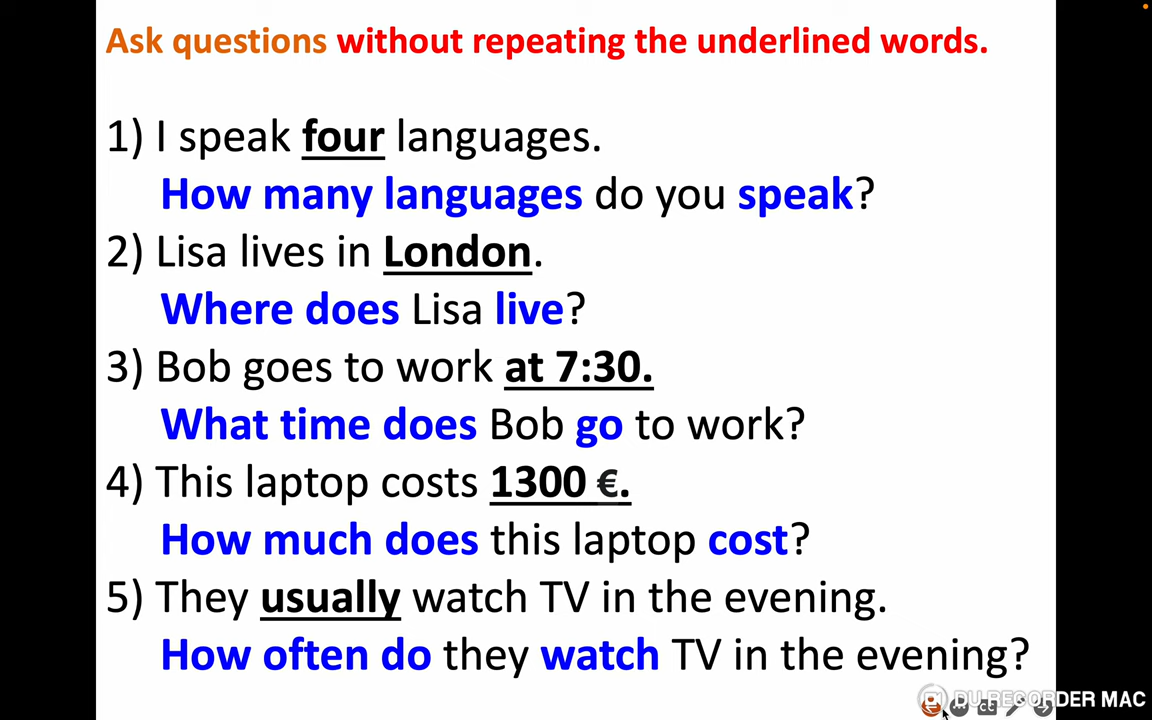 Ask questions without repeating the underlined words.
1) I speak four languages.
How many languages do you speak?
2) Lisa lives in London.
Where does Lisa live?
3) Bob goes to work at 7:30.
What time does Bob go to work?
4) This laptop costs 1300 €.
How much does this laptop cost?
5) They usually watch TV in the evening.
How often do they watch TV in the evening?
DU RECORDER MAC
CC